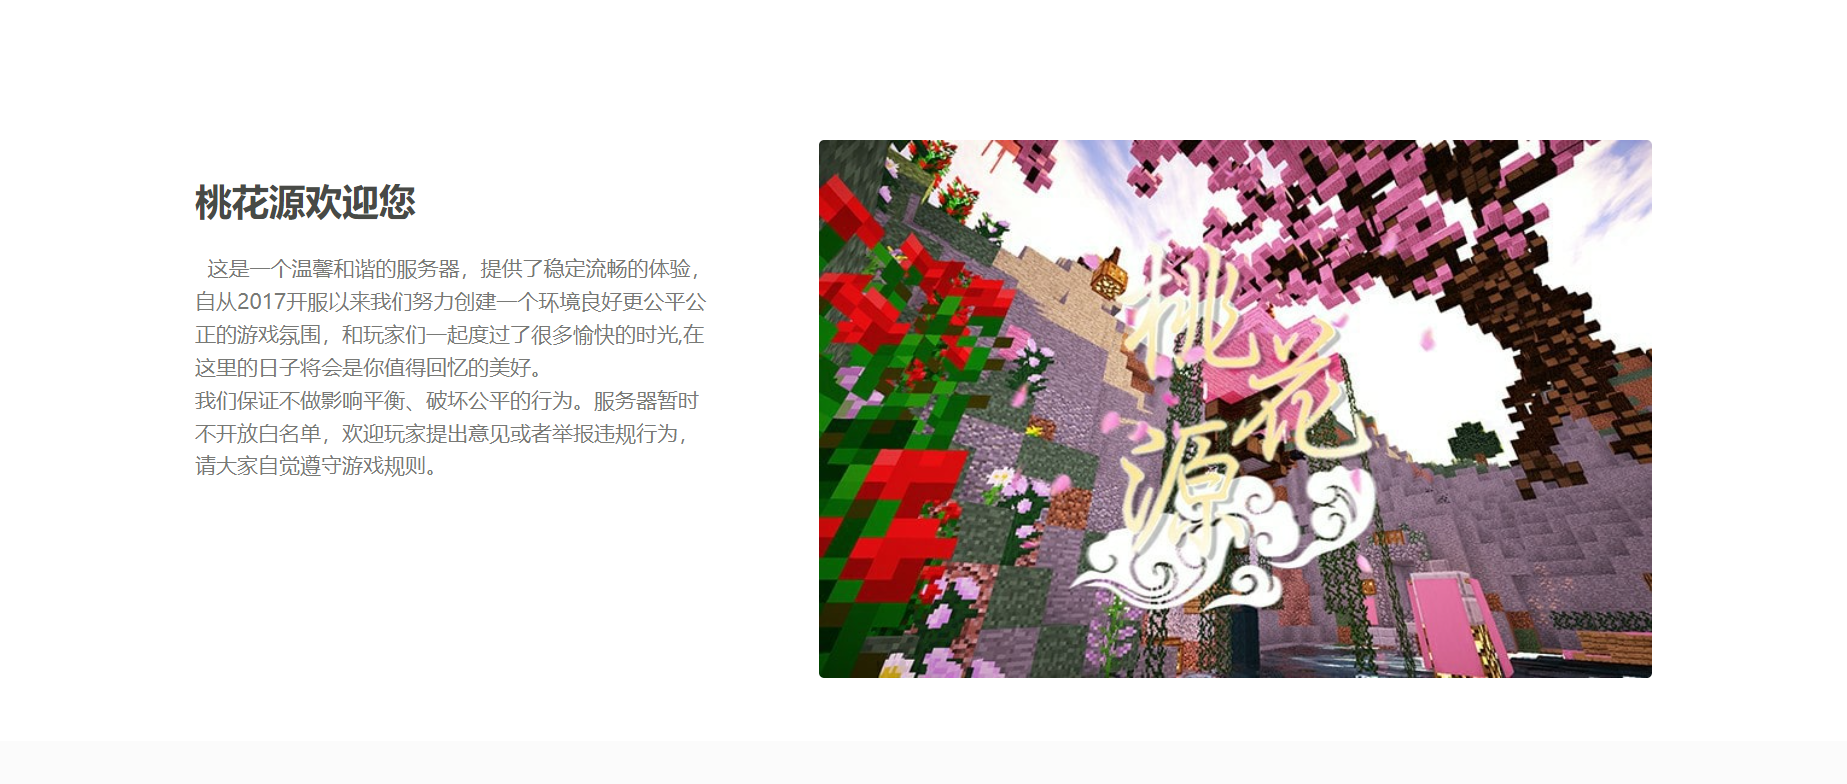 桃花源欢迎您
这是一个温馨和谐的服务器，提供了稳定流畅的体验，
自从2017开服以来我们努力创建一个环境良好更公平公
正的游戏氛围，和玩家们一起度过了很多愉快的时光,在
这里的日子将会是你值得回忆的美好。
我们保证不做影响平衡、破坏公平的行为。服务器暂时
不开放白名单，欢迎玩家提出意见或者举报违规行为，
请大家自觉遵守游戏规则。
桃
花
源